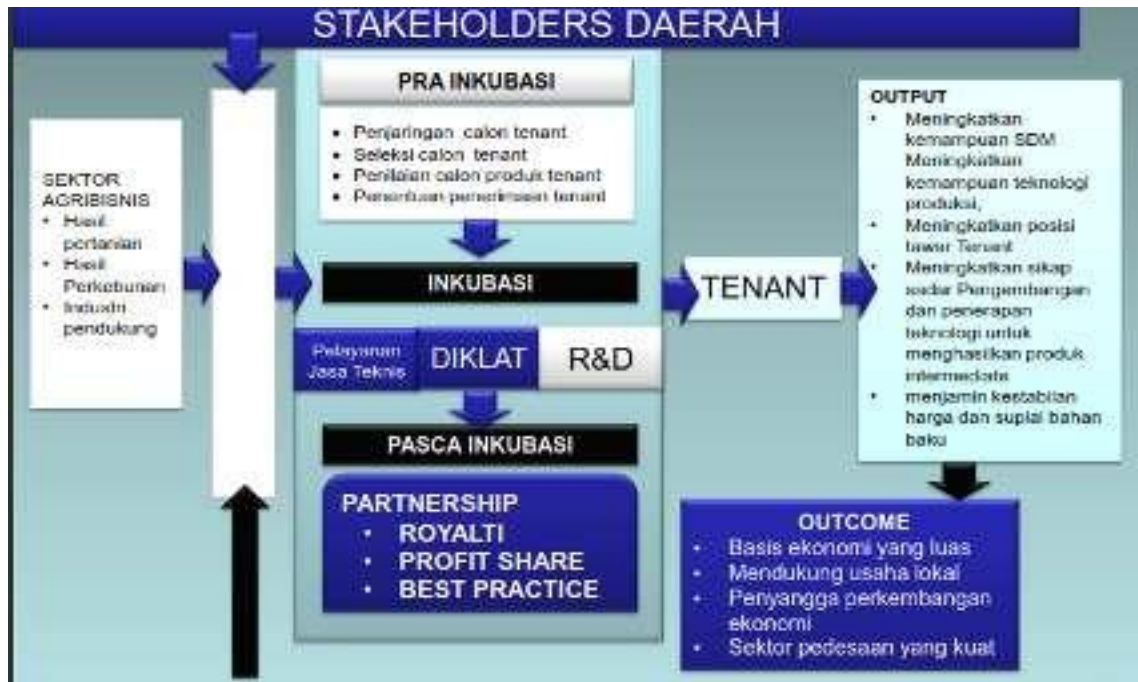 STAKEHOLDERS DAERAH
SEKTOR
AGRIBISNIS
• Hasil
pertanian
• Hasil
Perkebunan
• Industri
pendukung
PRA INKUBASI
• Penjaringan calon tenant
• Seleksi calon tenant
• Penilaian calon produk tenant
• Penentuan penerimaan tenant
INKUBASI
Pelayanan
Jasa Teknis
DIKLAT
R&D
PASCA INKUBASI
PARTNERSHIP
• ROYALTI
• PROFIT SHARE
• BEST PRACTICE
TENANT
OUTPUT
• Meningkatkan
kemampuan SDM
Meningkatkan
kemampuan teknologi
produksi,
• Meningkatkan posisi
tawar Tenant
• Meningkatkan sikap
sadar Pengembangan
dan penerapan
teknologi untuk
menghasilkan produk
intermediate
• menjamin kestabilan
harga dan suplai bahan
baku
OUTCOME
• Basis ekonomi yang luas
• Mendukung usaha lokal
• Penyangga perkembangan
ekonomi
• Sektor pedesaan yang kuat